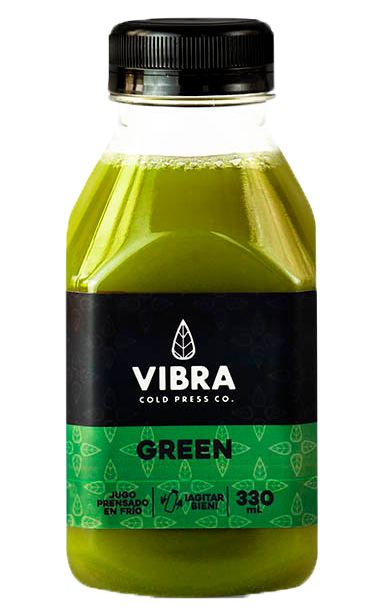 VIBRA
COLD PRESS CO.
GREEN
JUGO
PRENSADO
EN FRÍO
¡AGITAR
BIEN!
330
mL